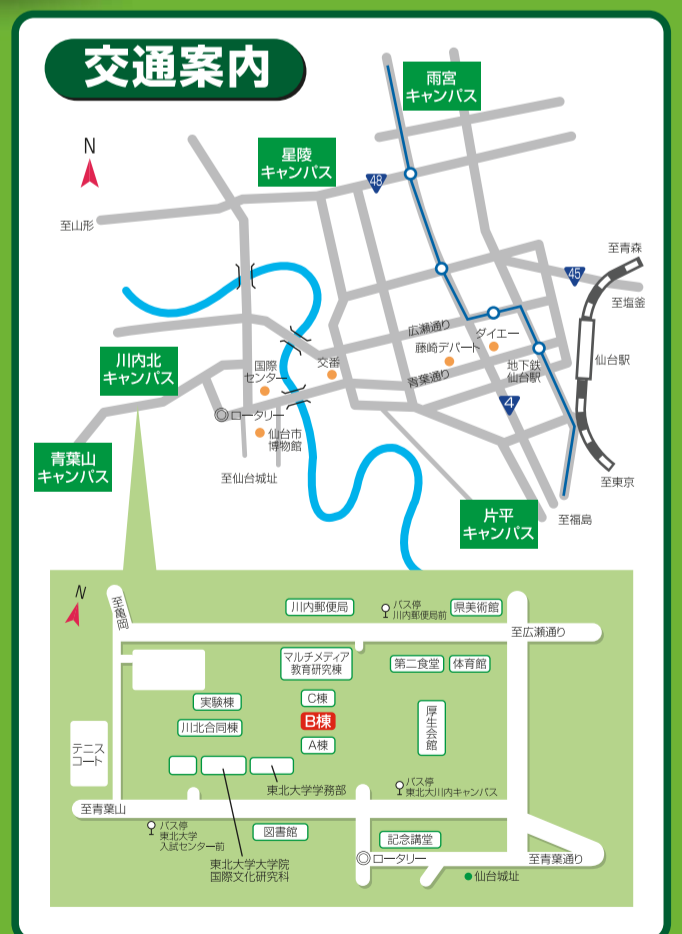 交通案内
雨宮
キャンパス
N
星陵
キャンパス
48
至山形
至青森
45
至塩釜
広瀬通り
ダイエー
藤崎デパート
地下鉄
仙台駅
仙台駅
川内北
キャンパス
国際
センター
交番
青葉通り
4
ロータリー
仙台市
博物館
青葉山
キャンパス
至仙台城址
至東京
片平
キャンパス
至福島
N
至亀岡
川内郵便局
バス停
川内郵便局前
県美術館
至広瀬通り
マルチメディア
教育研究棟
第二食堂
体育館
実験棟
C棟
川北合同棟
B棟
厚生会館
A棟
テニス
コート
東北大学学務部
バス停
東北大川内キャンパス
至青葉山
バス停
東北大学
入試センター前
図書館
記念講堂
東北大学大学院
国際文化研究科
ロータリー
至青葉通り
仙台城址